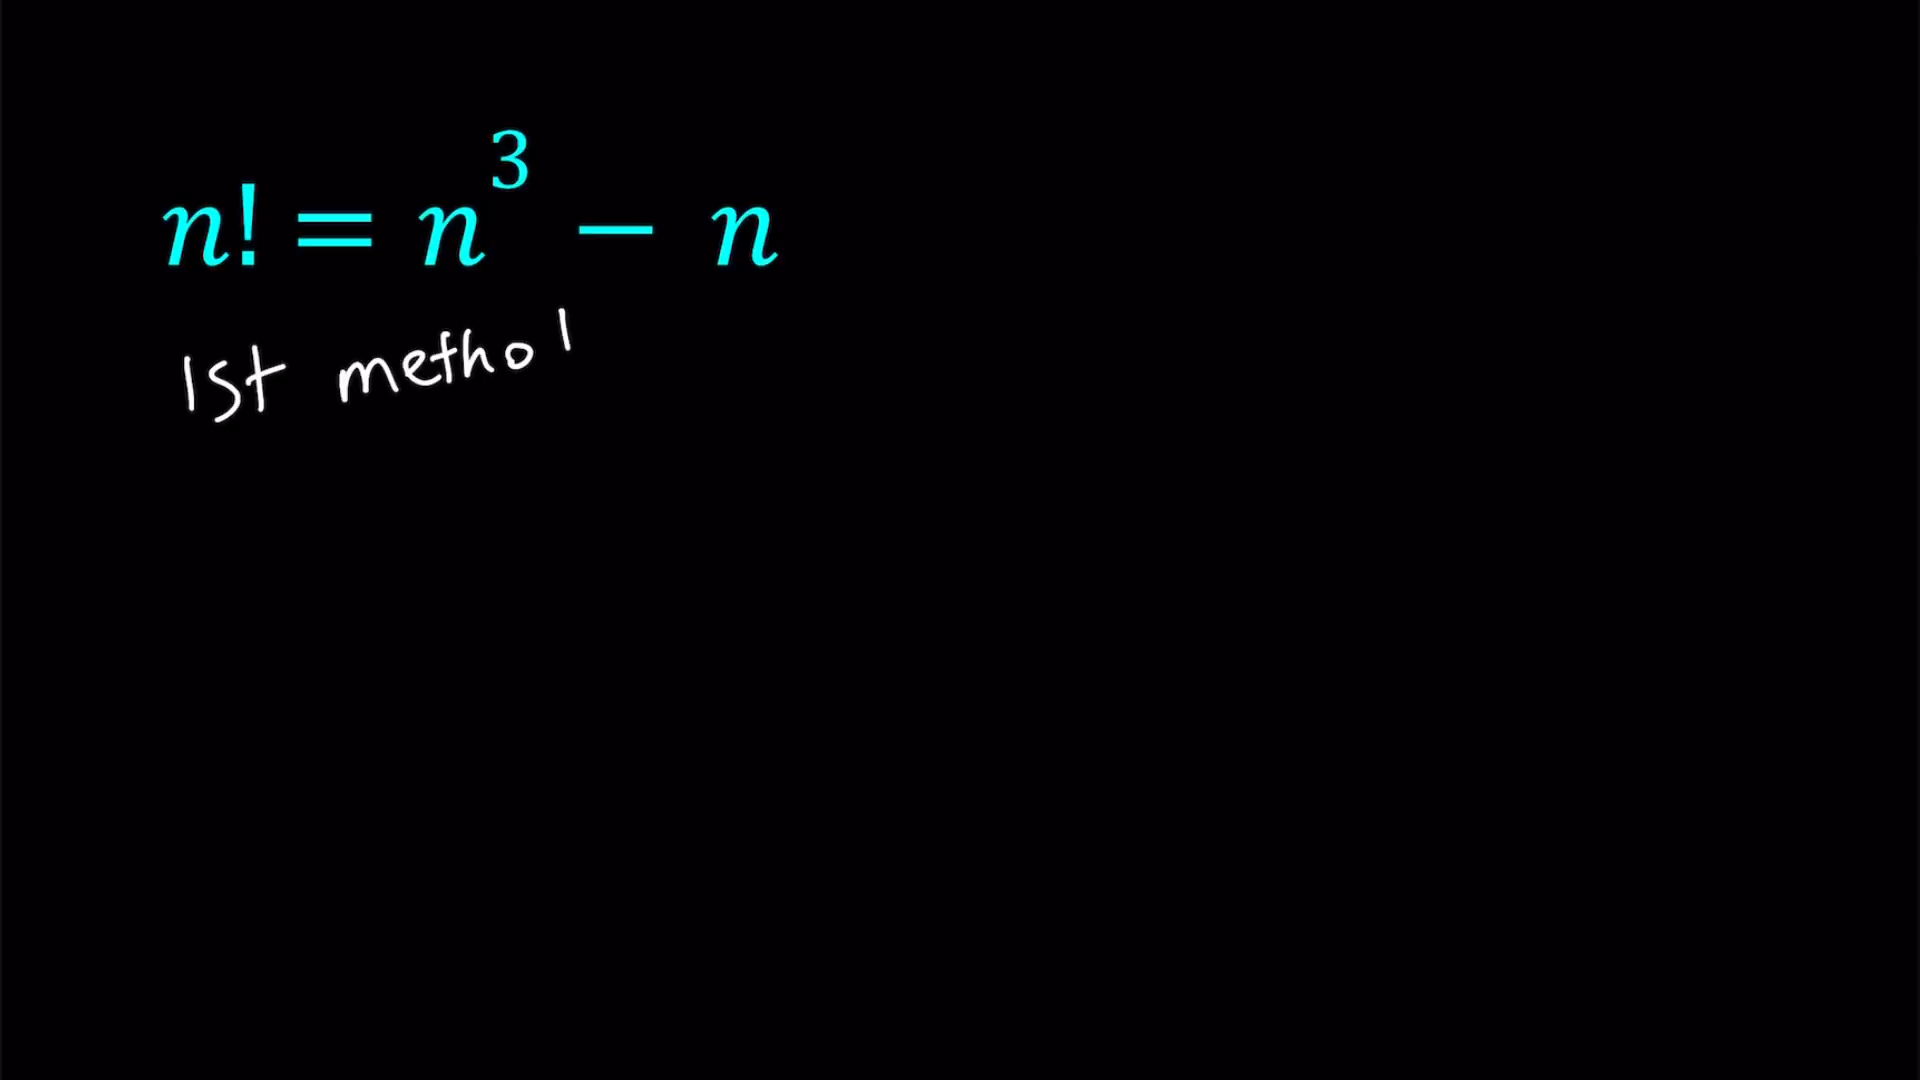 n! = n³ − n
1st metho